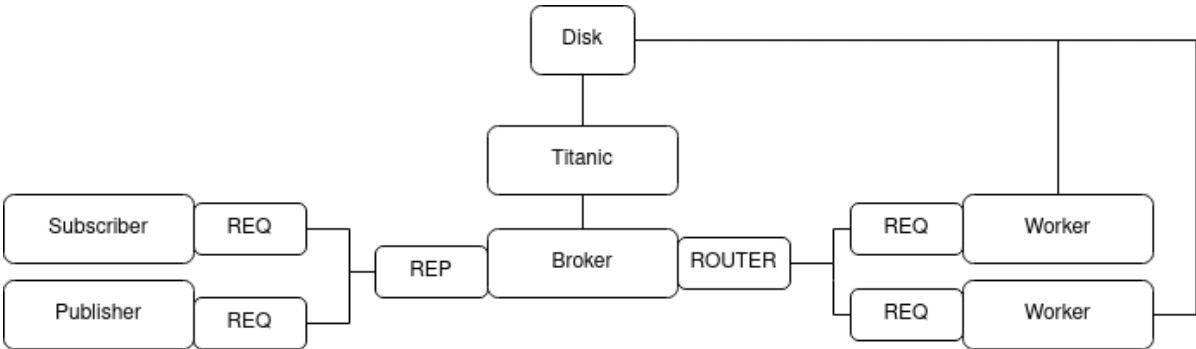 Disk
Titanic
Subscriber
REQ
REQ
Worker
REP
Broker
ROUTER
Publisher
REQ
REQ
Worker